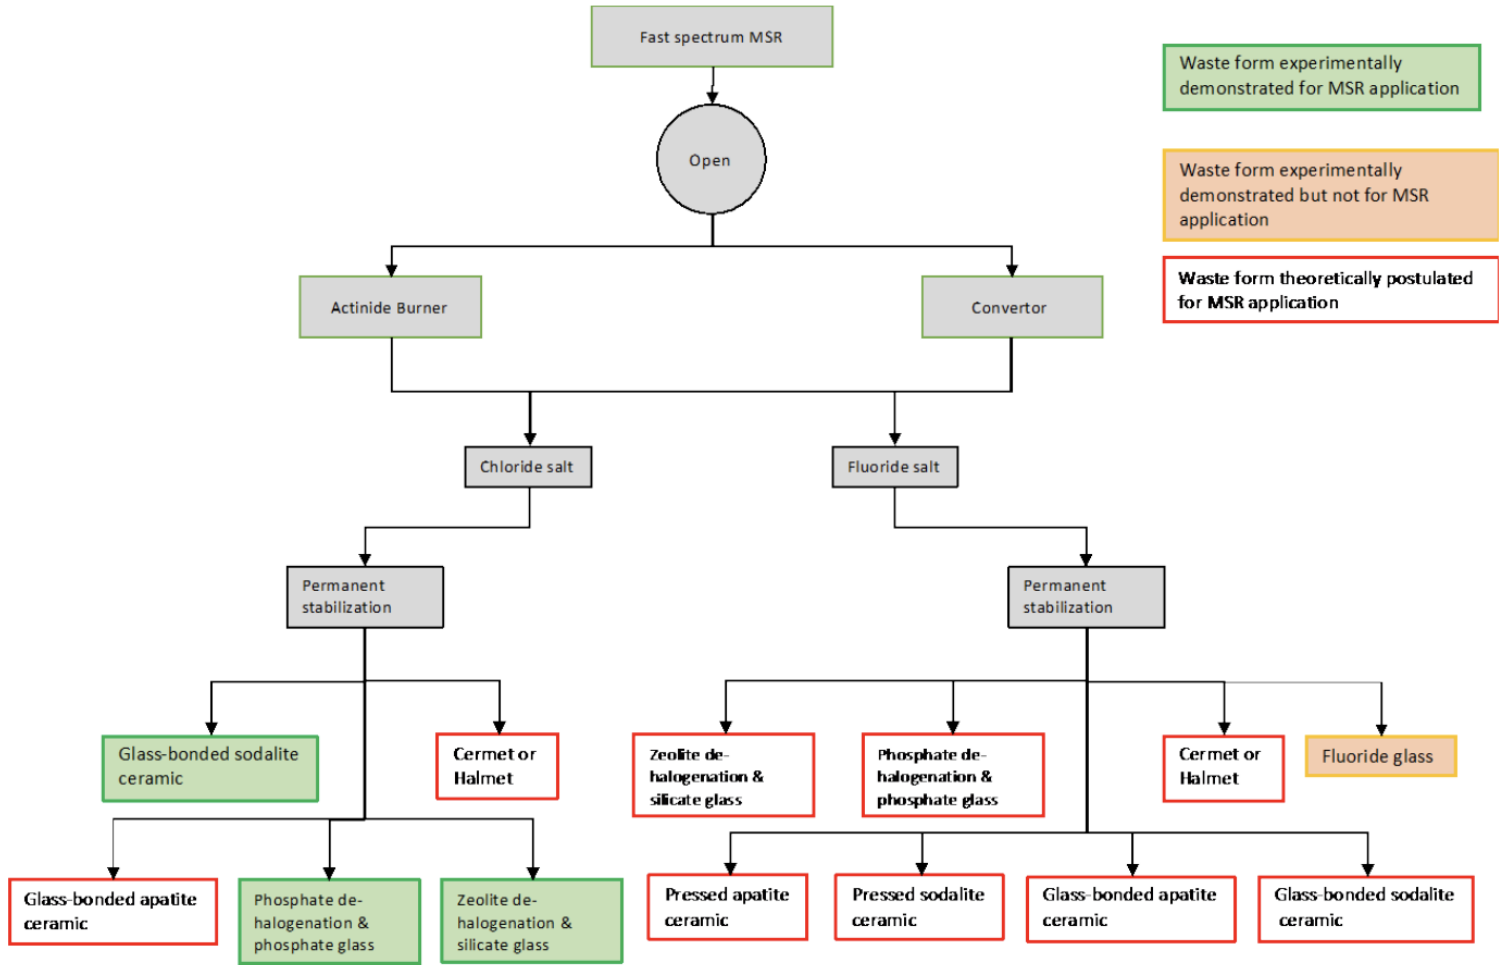 Fast spectrum MSR
Waste form experimentally
demonstrated for MSR application
Open
Waste form experimentally
demonstrated but not for MSR
application
Waste form theoretically postulated
for MSR application
Actinide Burner
Convertor
Chloride salt
Fluoride salt
Permanent
stabilization
Permanent
stabilization
Glass-bonded sodalite
ceramic
Cermet or
Halmet
Zeolite de-
halogenation &
silicate glass
Phosphate de-
halogenation &
phosphate glass
Cermet or
Halmet
Fluoride glass
Glass-bonded apatite
ceramic
Phosphate de-
halogenation &
phosphate glass
Zeolite de-
halogenation &
silicate glass
Pressed apatite
ceramic
Pressed sodalite
ceramic
Glass-bonded apatite
ceramic
Glass-bonded sodalite
ceramic